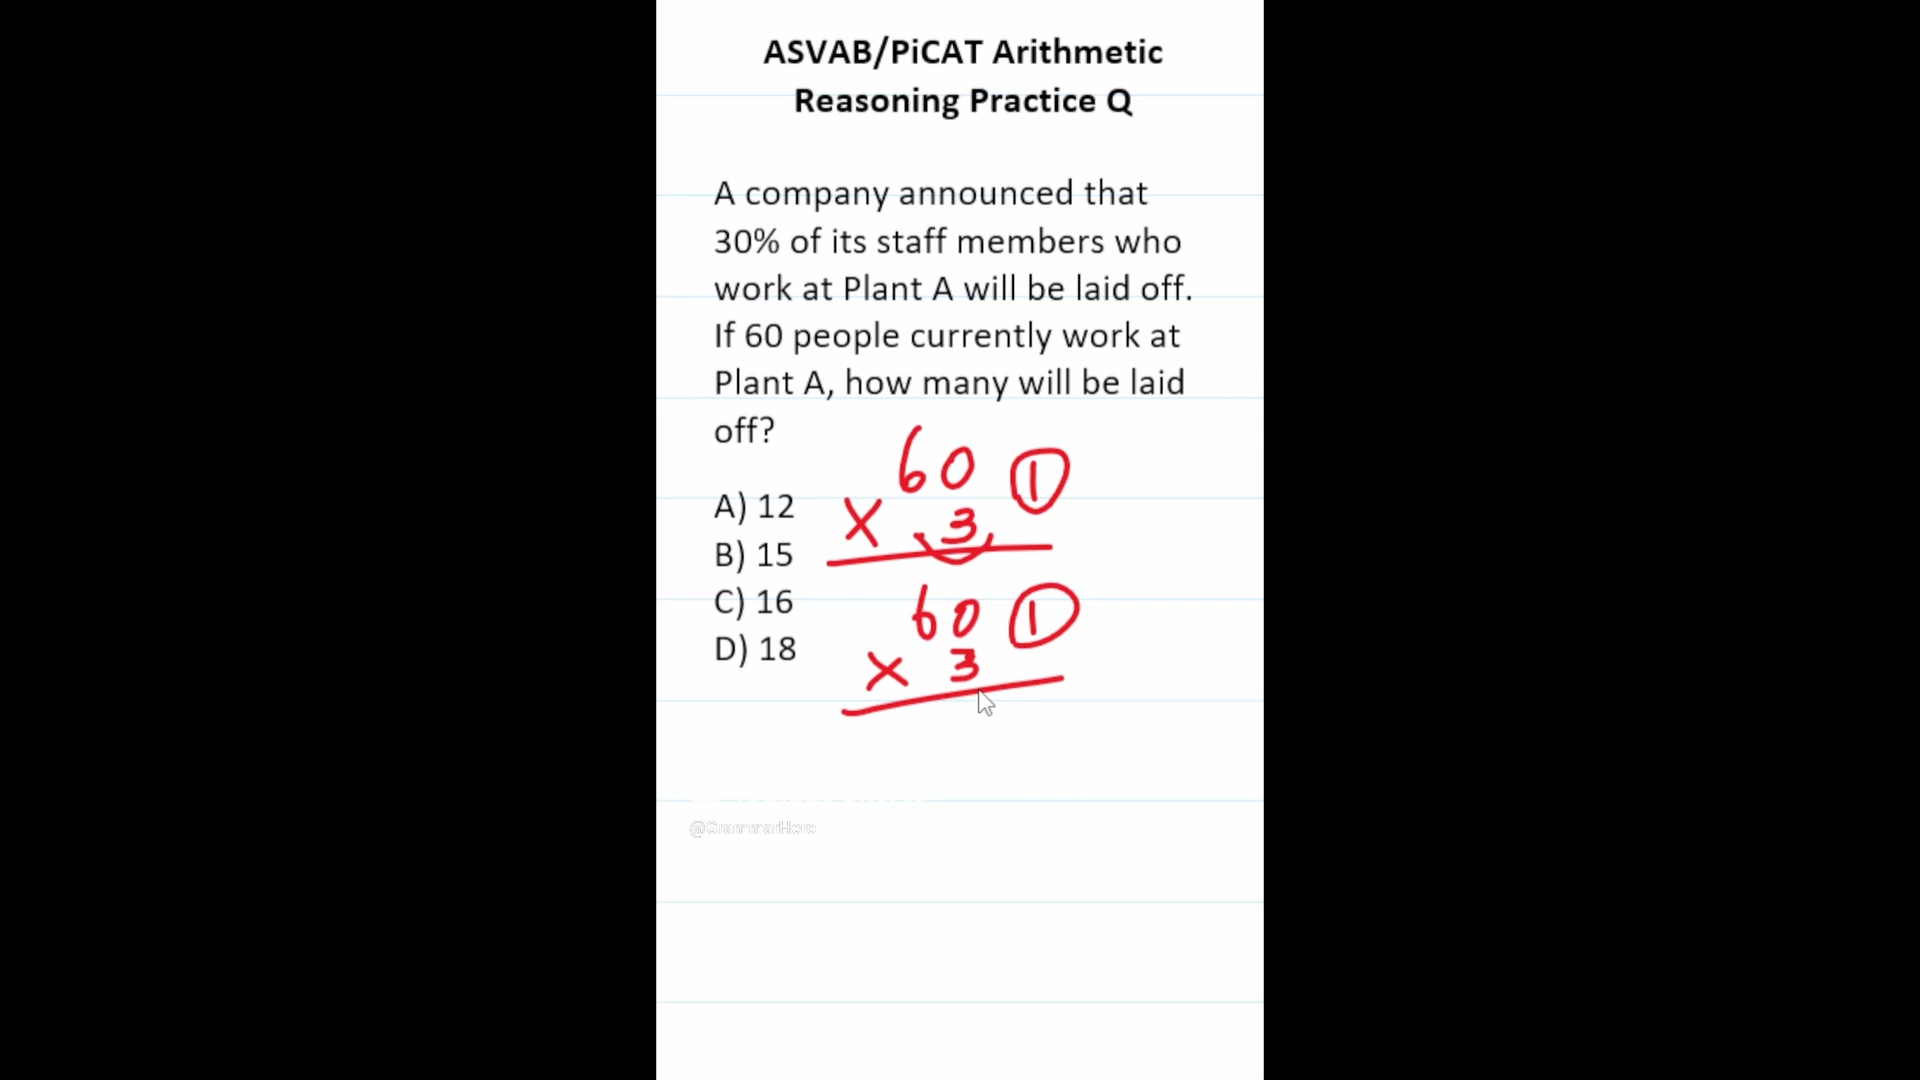 ASVAB/PiCAT Arithmetic
Reasoning Practice Q
A company announced that
30% of its staff members who
work at Plant A will be laid off.
If 60 people currently work at
Plant A, how many will be laid
off?
60 1
A) 12
X .3
B) 15
C) 16
60 1
D) 18
X 3
@GrammarHero